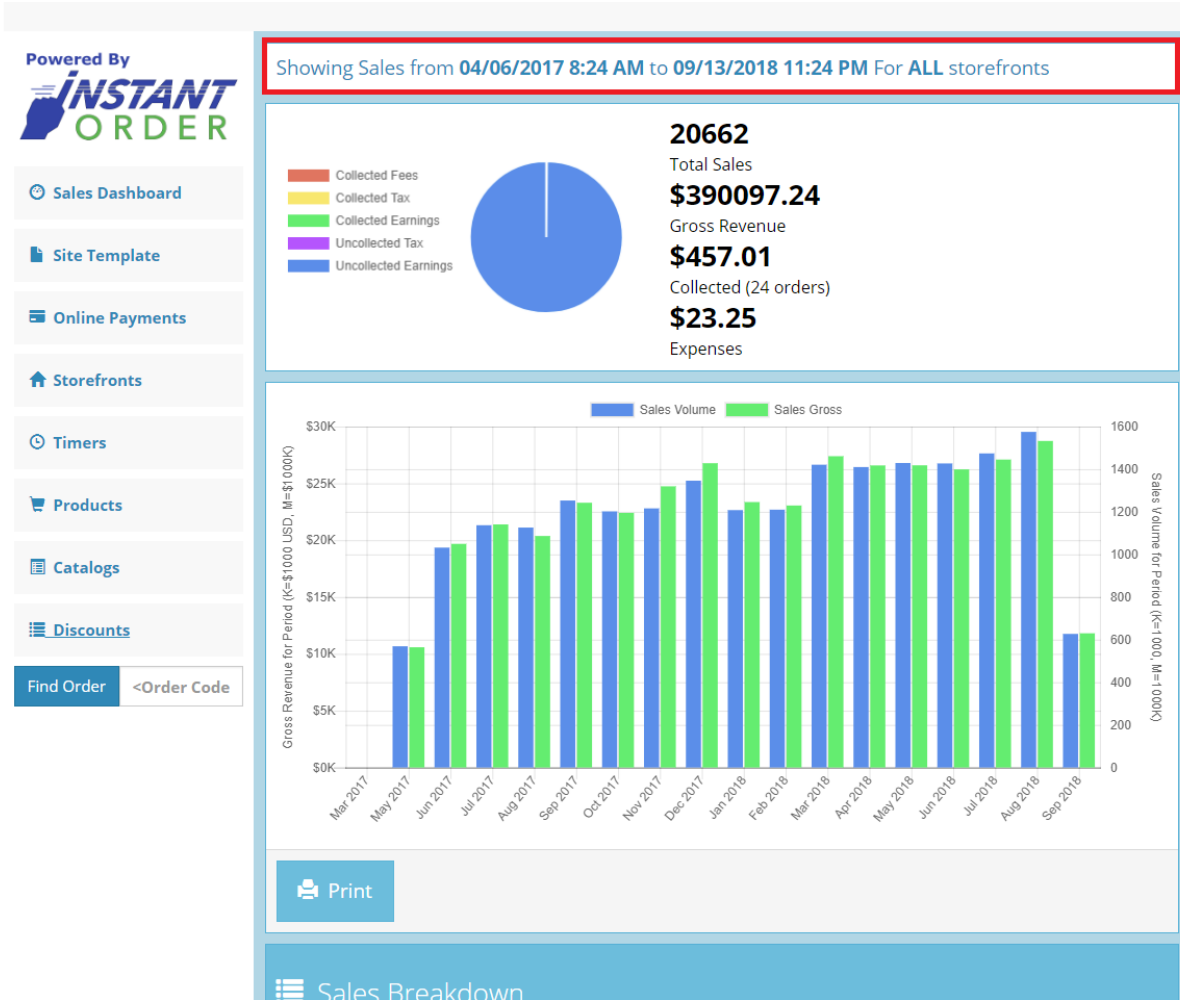 Powered By
INSTANT
ORDER
Sales Dashboard
Site Template
Online Payments
Storefronts
Timers
Products
Catalogs
Discounts
Find Order
<Order Code
Showing Sales from 04/06/2017 8:24 AM to 09/13/2018 11:24 PM For ALL storefronts
Collected Fees
Collected Tax
Collected Earnings
Uncollected Tax
Uncollected Earnings
20662
Total Sales
$390097.24
Gross Revenue
$457.01
Collected (24 orders)
$23.25
Expenses
Sales Volume
Sales Gross
Gross Revenue for Period (K=$1000 USD, M=$1000K)
$30K
$25K
$20K
$15K
$10K
$5K
$0K
1600
1400
1200
1000
800
600
400
200
0
Sales Volume for Period (K=1000, M=1000K)
Mar 2017
May 2017
Jun 2017
Jul 2017
Aug 2017
Sep 2017
Oct 2017
Nov 2017
Dec 2017
Jan 2018
Feb 2018
Mar 2018
Apr 2018
May 2018
Jun 2018
Jul 2018
Aug 2018
Sep 2018
Print
Sales Breakdown